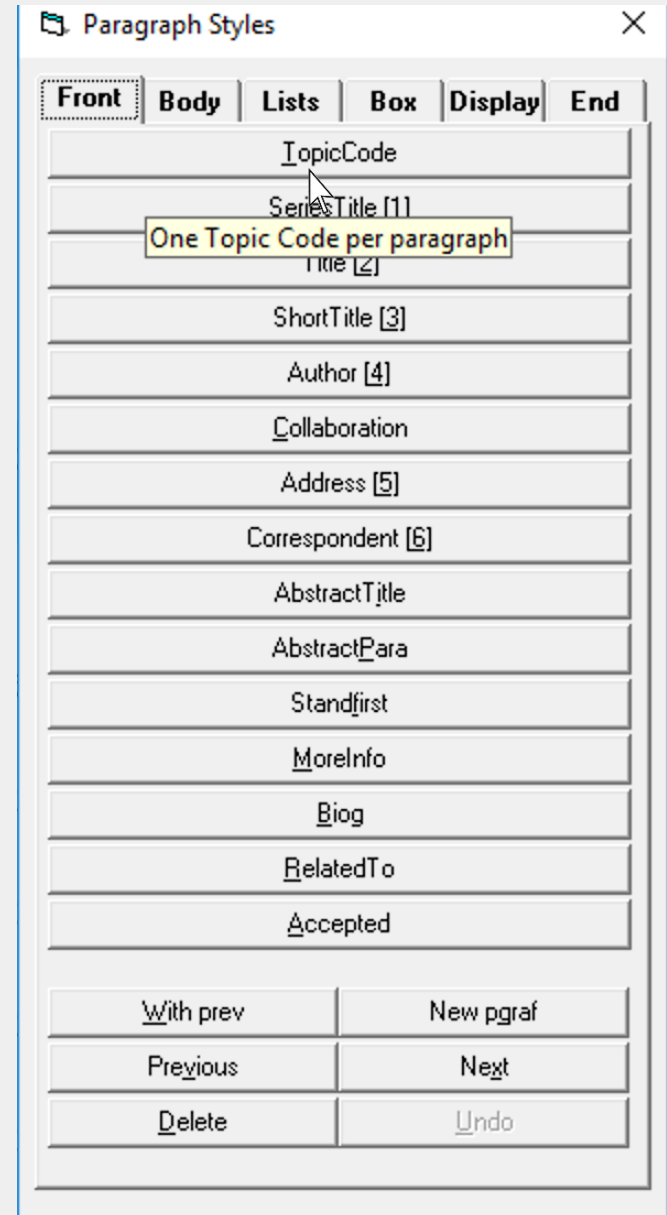 Paragraph Styles
Front Body Lists Box Display End
TopicCode
SeriesTitle [1]
One Topic Code per paragraph
Title [2]
ShortTitle [3]
Author [4]
Collaboration
Address [5]
Correspondent [6]
AbstractTitle
AbstractPara
Standfirst
MoreInfo
Biog
RelatedTo
Accepted
With prev New pgraf
Previous Next
Delete Undo